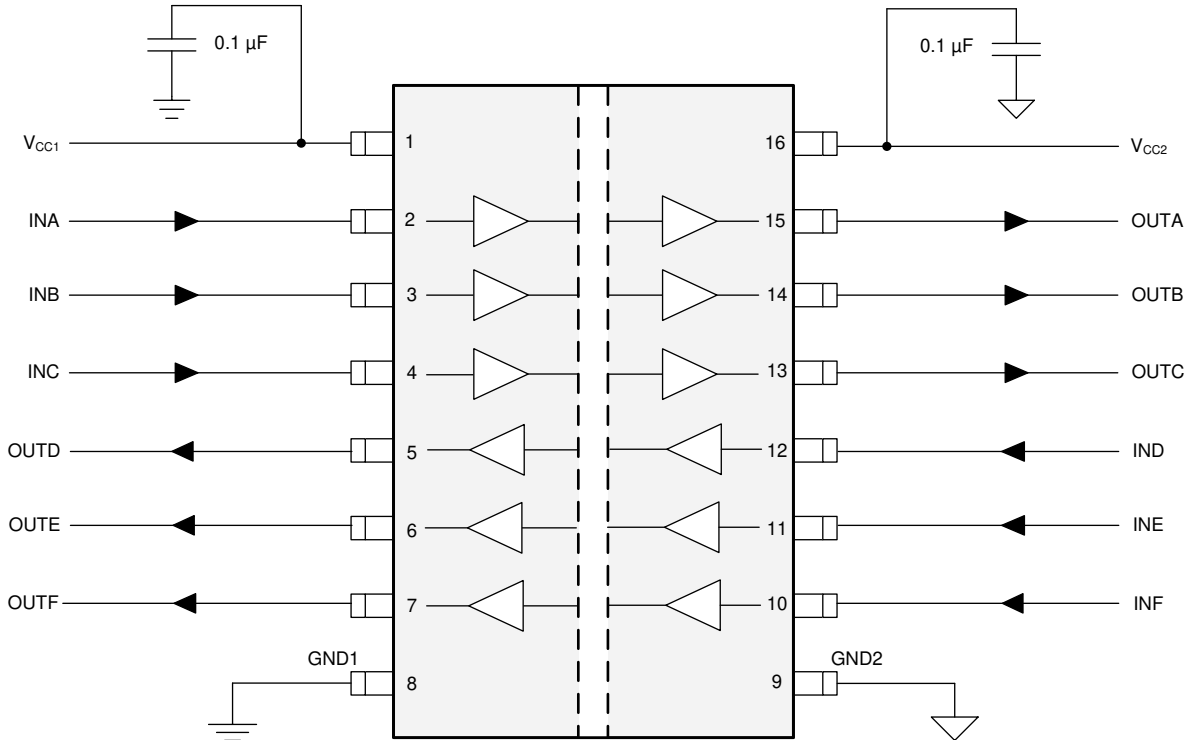 0.1 µF
0.1 µF
VCC1
1
16
VCC2
INA
2
15
OUTA
INB
3
14
OUTB
INC
4
13
OUTC
OUTD
5
12
IND
OUTE
6
11
INE
OUTF
7
10
INF
GND1
8
9
GND2